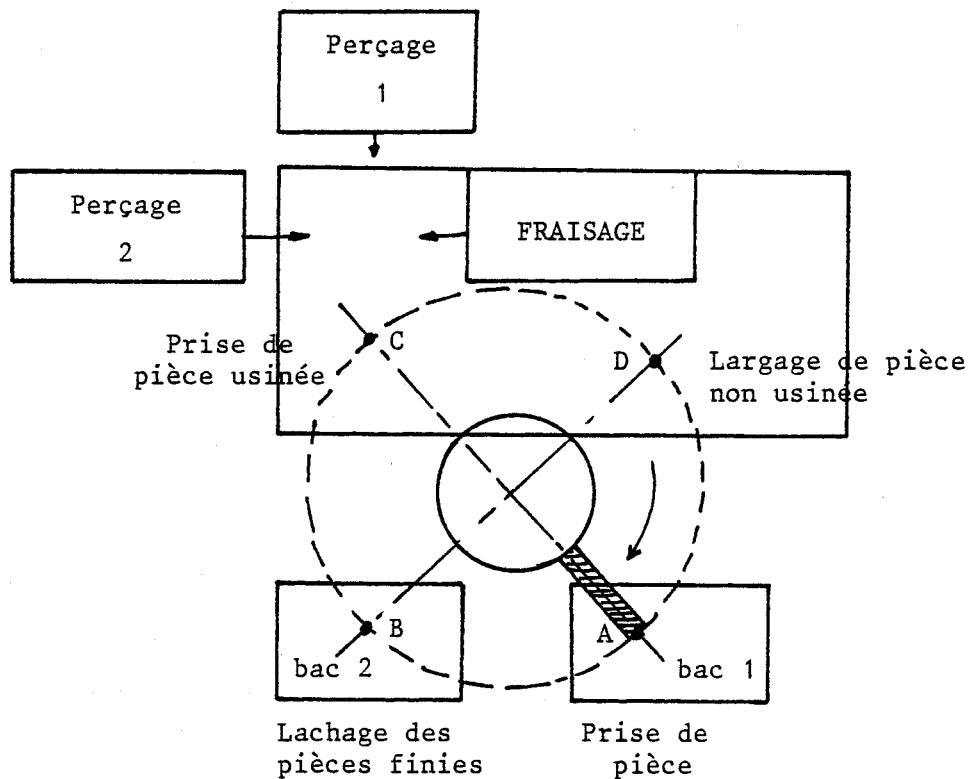 Perçage
1
Perçage
2
FRAISAGE
Prise de
pièce usinée
C
D
Largage de pièce
non usinée
B
A
bac 2
bac 1
Lachage des
pièces finies
Prise de
pièce